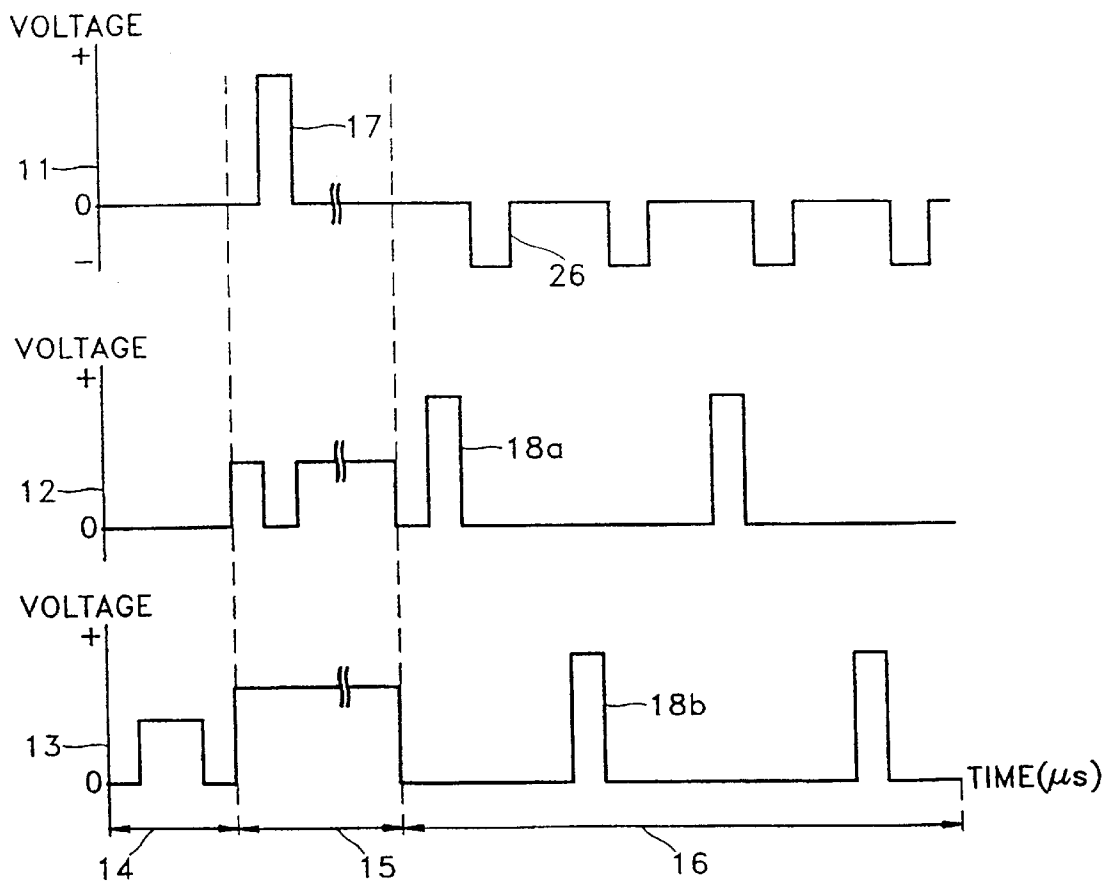 VOLTAGE
+
17
11
0
−
26
VOLTAGE
+
18a
12
0
VOLTAGE
+
18b
13
0
TIME(μs)
14
15
16